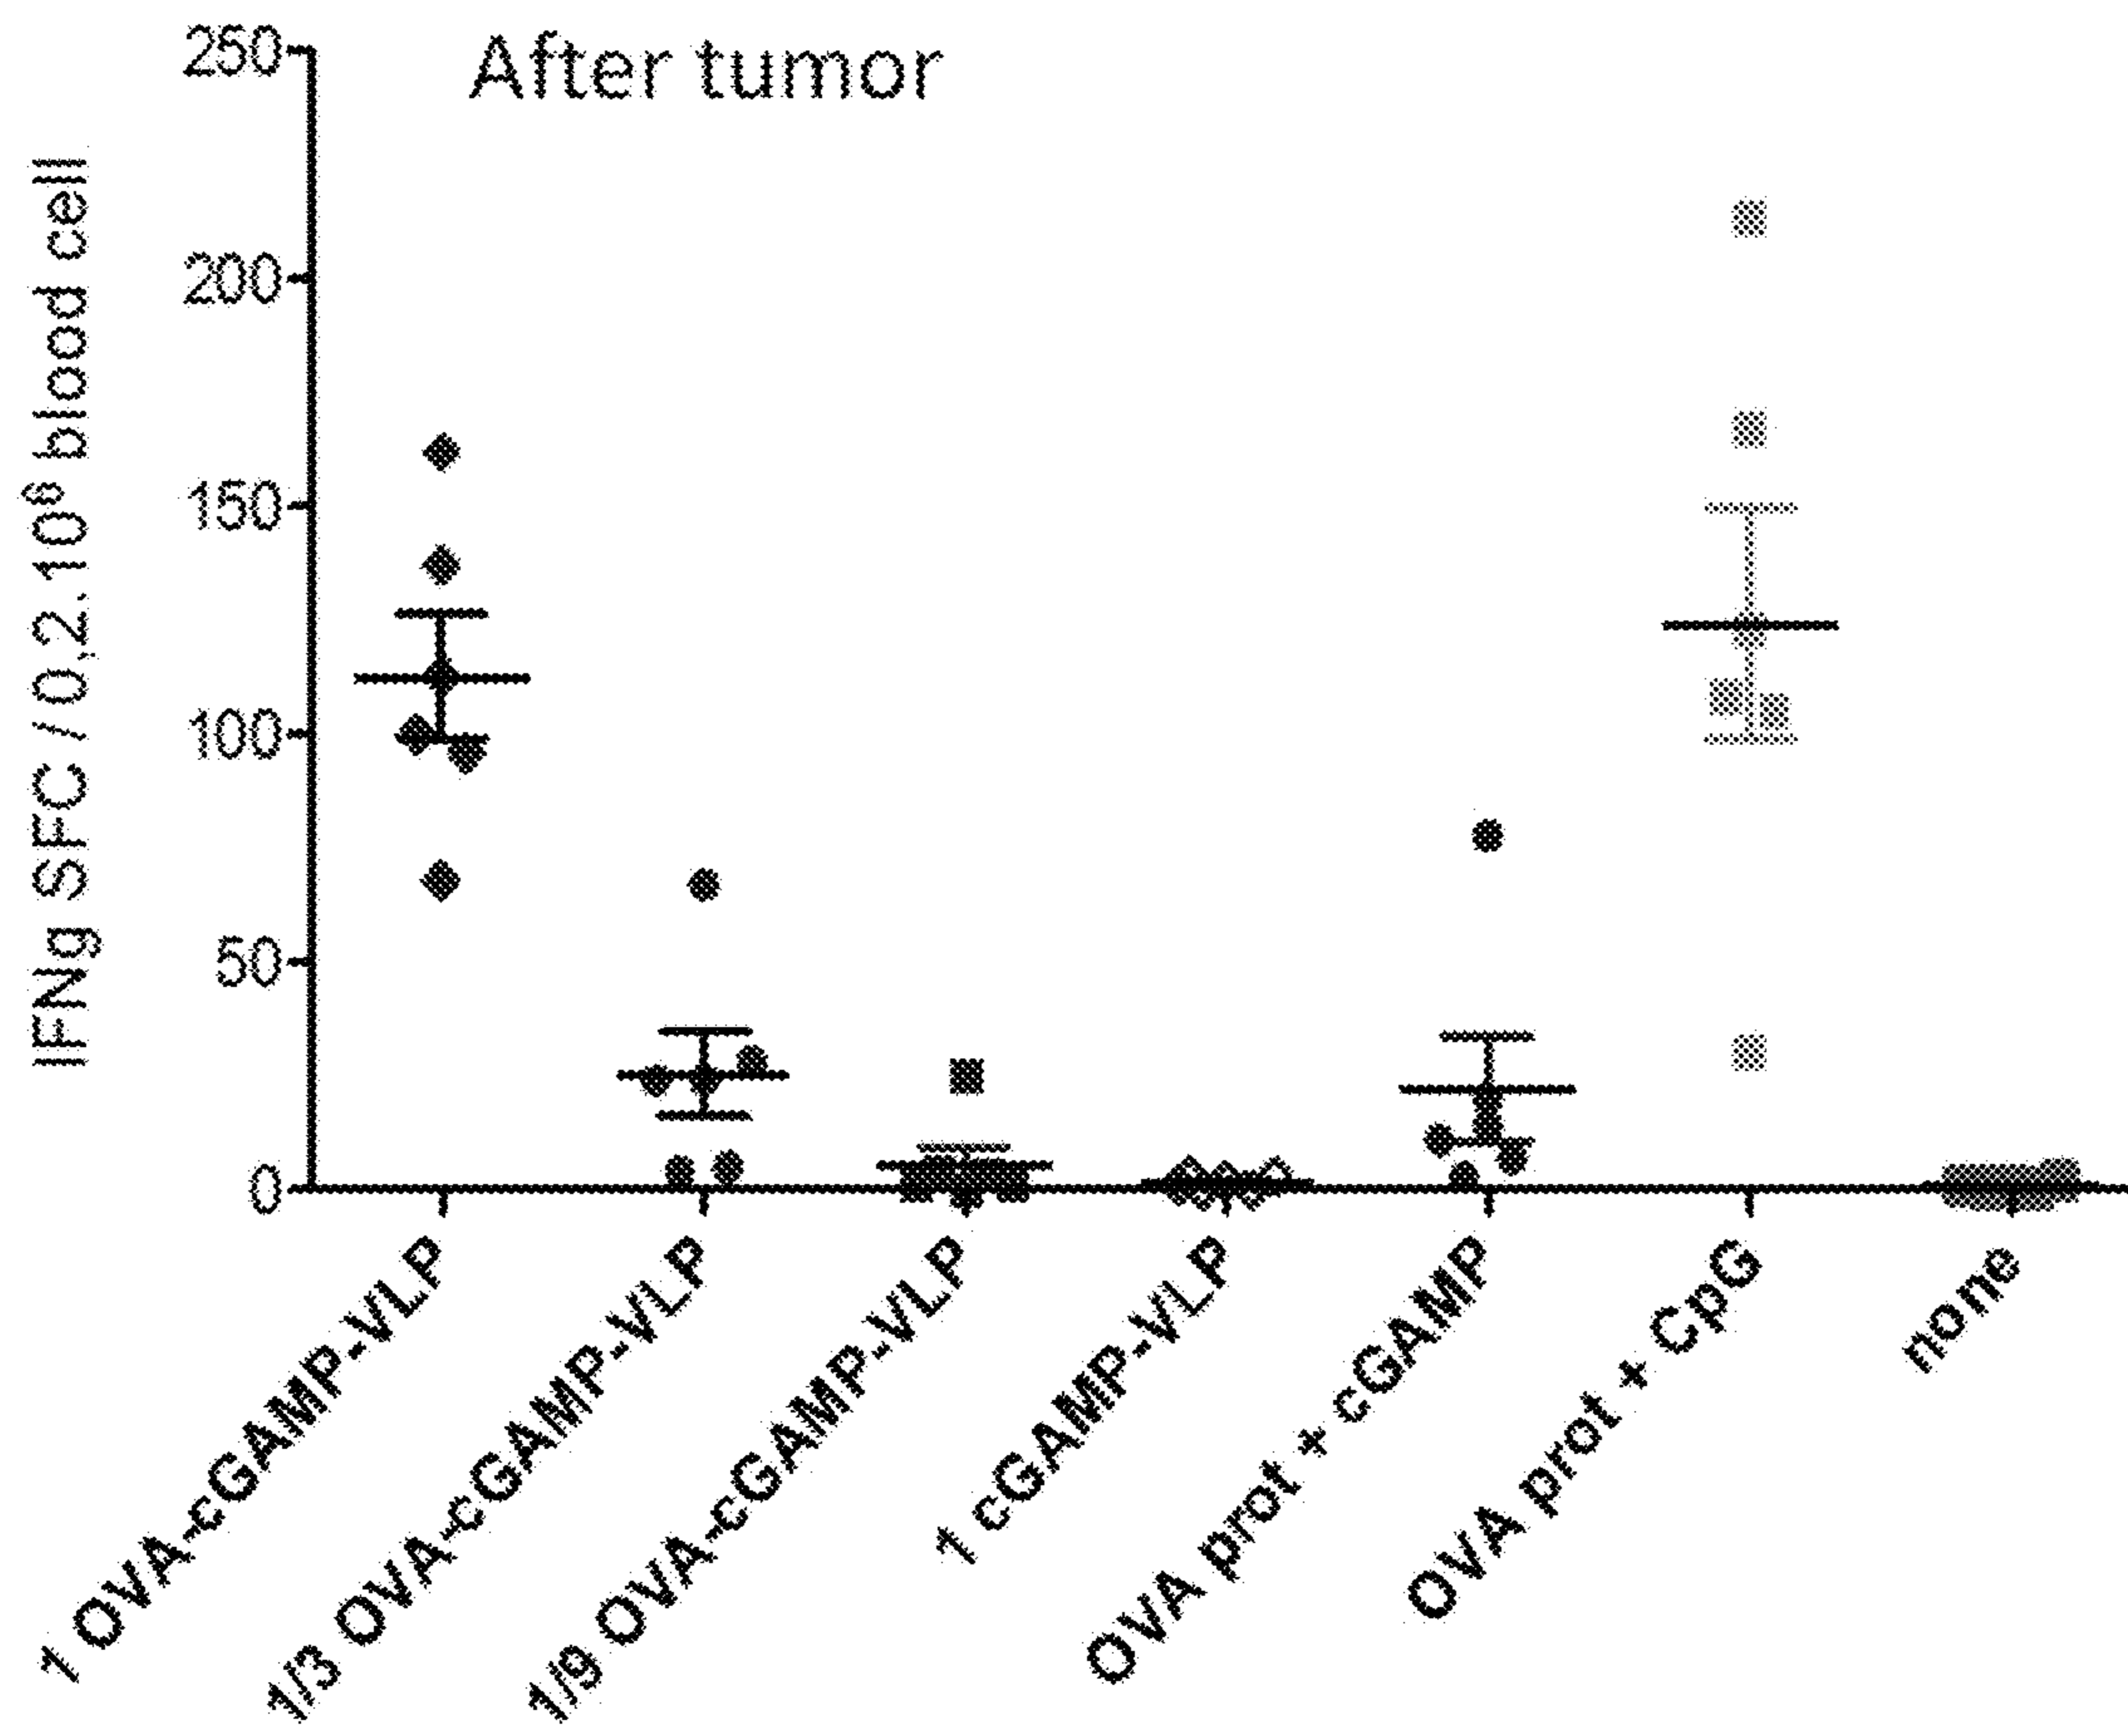 After tumor
IFNg SFC / 0,2.10⁶ blood cell
250
200
150
100
50
0
1 OVA-cGAMP-VLP
1/3 OVA-cGAMP-VLP
1/9 OVA-cGAMP-VLP
1 cGAMP-VLP
OVA prot + cGAMP
OVA prot + CpG
none